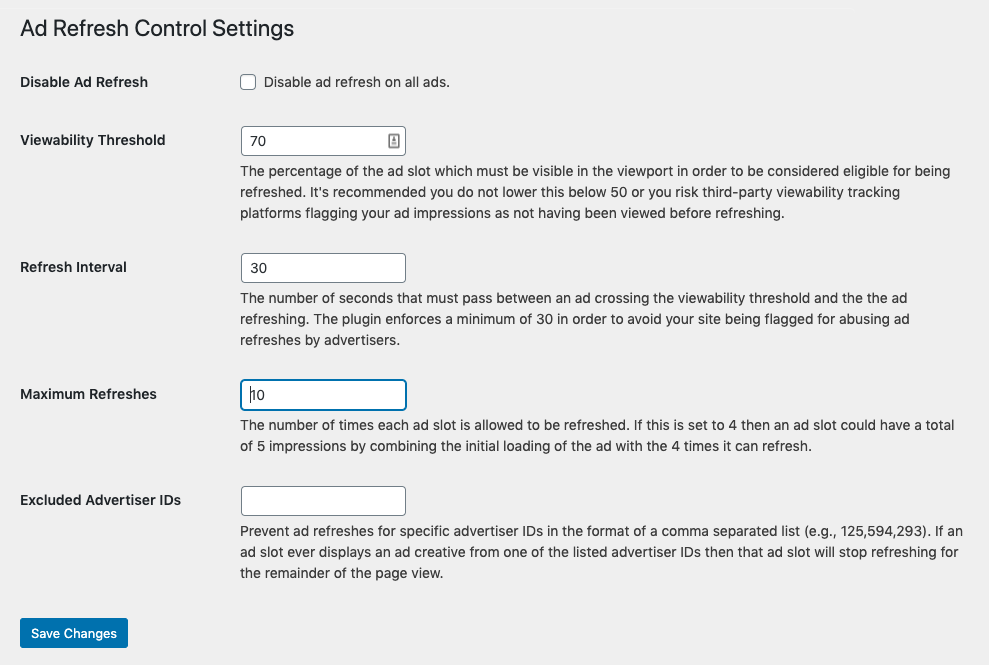 Ad Refresh Control Settings
Disable Ad Refresh
Disable ad refresh on all ads.
Viewability Threshold
70
The percentage of the ad slot which must be visible in the viewport in order to be considered eligible for being
refreshed. It's recommended you do not lower this below 50 or you risk third-party viewability tracking
platforms flagging your ad impressions as not having been viewed before refreshing.
Refresh Interval
30
The number of seconds that must pass between an ad crossing the viewability threshold and the the ad
refreshing. The plugin enforces a minimum of 30 in order to avoid your site being flagged for abusing ad
refreshes by advertisers.
Maximum Refreshes
10
The number of times each ad slot is allowed to be refreshed. If this is set to 4 then an ad slot could have a total
of 5 impressions by combining the initial loading of the ad with the 4 times it can refresh.
Excluded Advertiser IDs
Prevent ad refreshes for specific advertiser IDs in the format of a comma separated list (e.g., 125,594,293). If an
ad slot ever displays an ad creative from one of the listed advertiser IDs then that ad slot will stop refreshing for
the remainder of the page view.
Save Changes